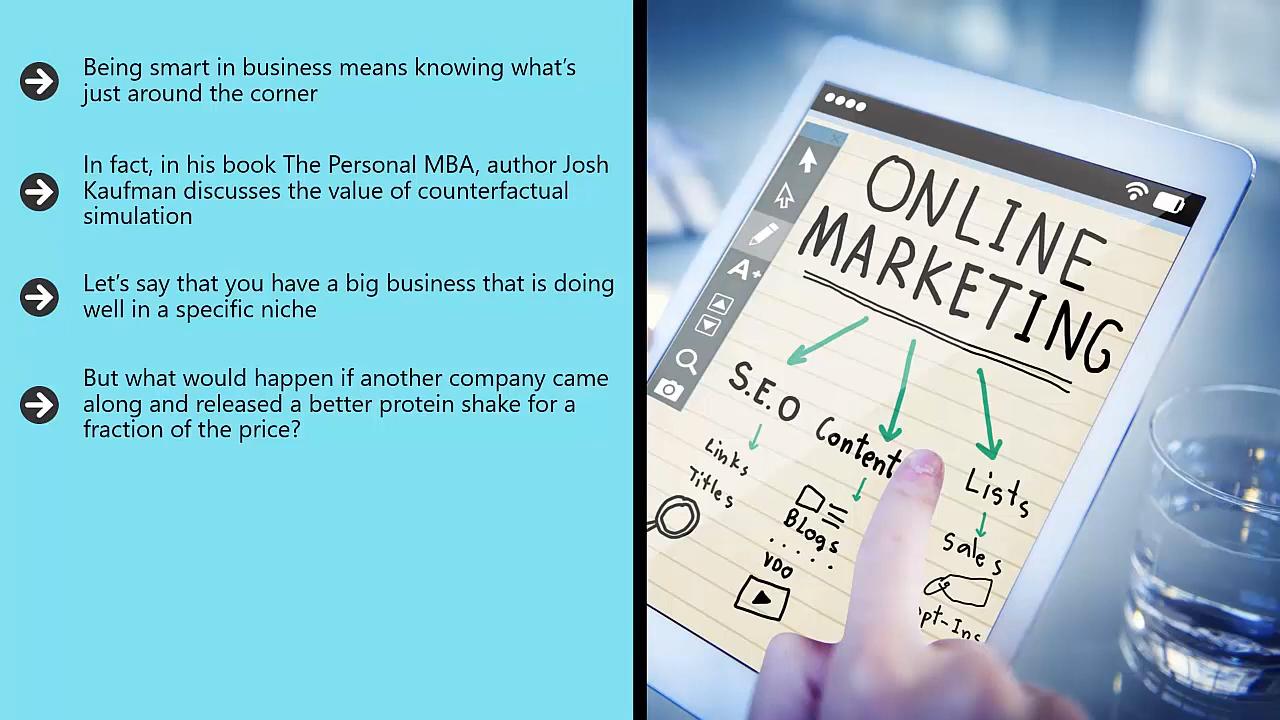 Being smart in business means knowing what's
just around the corner
In fact, in his book The Personal MBA, author Josh
Kaufman discusses the value of counterfactual
simulation
Let's say that you have a big business that is doing
well in a specific niche
But what would happen if another company came
along and released a better protein shake for a
fraction of the price?
ONLINE
MARKETING
S.E.O
Content
Lists
Links
Titles
Blogs
VDO
Sales
pt-Ins
A+